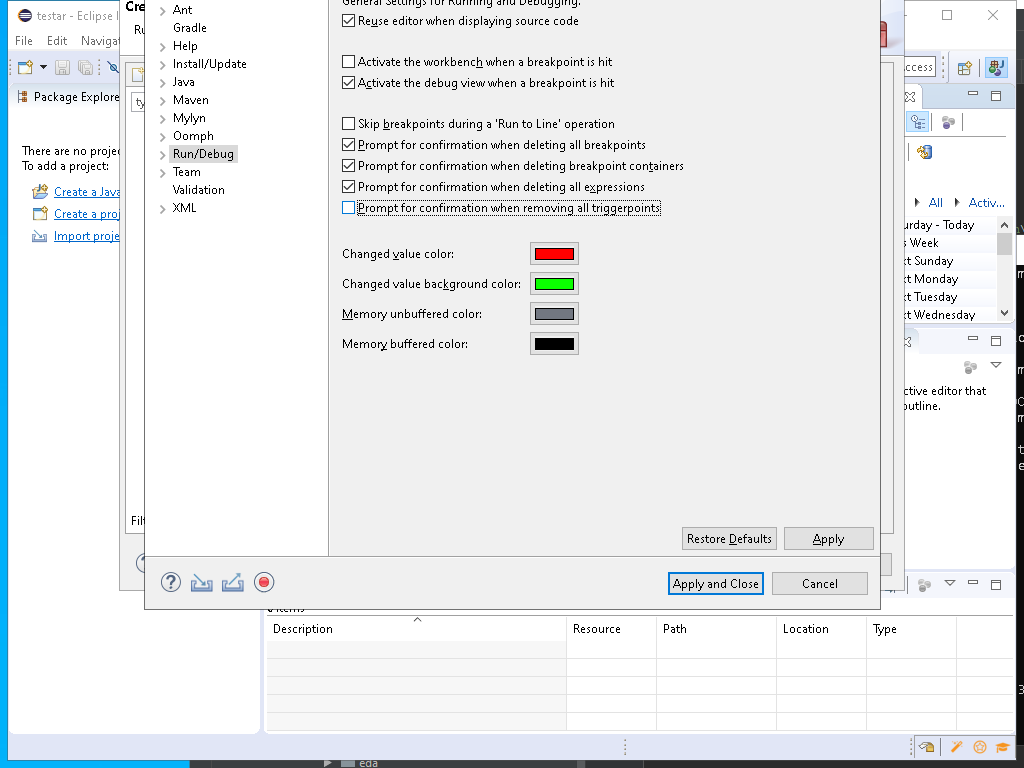 testar - Eclipse I
File Edit Navigat
Package Explore
There are no projec
To add a project:
Create a Java
Create a proj
Import proje
Cre
Ru
ty
Filt
Ant
Gradle
Help
Install/Update
Java
Maven
Mylyn
Oomph
Run/Debug
Team
Validation
XML
General Settings for Running and Debugging.
Reuse editor when displaying source code
Activate the workbench when a breakpoint is hit
Activate the debug view when a breakpoint is hit
Skip breakpoints during a 'Run to Line' operation
Prompt for confirmation when deleting all breakpoints
Prompt for confirmation when deleting breakpoint containers
Prompt for confirmation when deleting all expressions
Prompt for confirmation when removing all triggerpoints
Changed value color:
Changed value background color:
Memory unbuffered color:
Memory buffered color:
Restore Defaults Apply
Apply and Close Cancel
ccess
All Activ...
urday - Today
s Week
xt Sunday
xt Monday
xt Tuesday
xt Wednesday
ctive editor that
outline.
0 items
Description Resource Path Location Type
eda